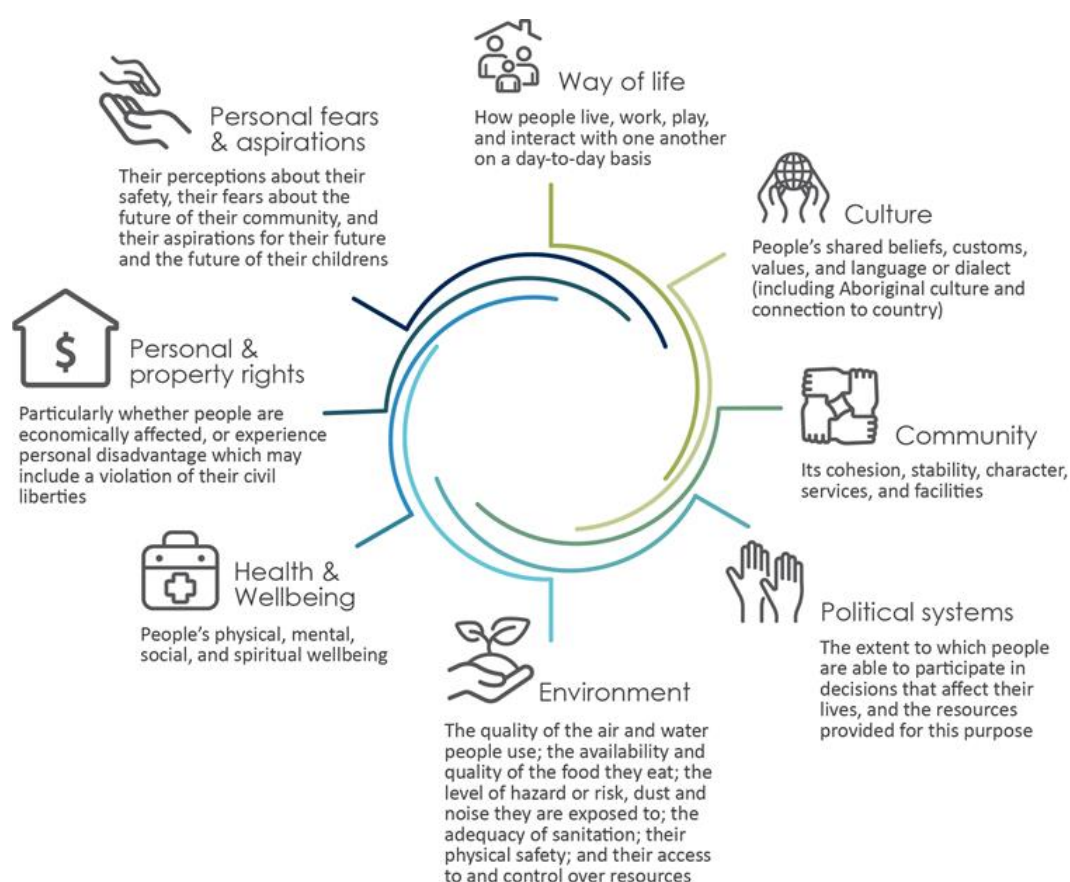 Way of life
How people live, work, play,
and interact with one another
on a day-to-day basis
Culture
People's shared beliefs, customs,
values, and language or dialect
(including Aboriginal culture and
connection to country)
Community
Its cohesion, stability, character,
services, and facilities
Political systems
The extent to which people
are able to participate in
decisions that affect their
lives, and the resources
provided for this purpose
Environment
The quality of the air and water
people use; the availability and
quality of the food they eat; the
level of hazard or risk, dust and
noise they are exposed to; the
adequacy of sanitation; their
physical safety; and their access
to and control over resources
Health &
Wellbeing
People's physical, mental,
social, and spiritual wellbeing
$
Personal &
property rights
Particularly whether people are
economically affected, or experience
personal disadvantage which may
include a violation of their civil
liberties
Personal fears
& aspirations
Their perceptions about their
safety, their fears about the
future of their community, and
their aspirations for their future
and the future of their childrens